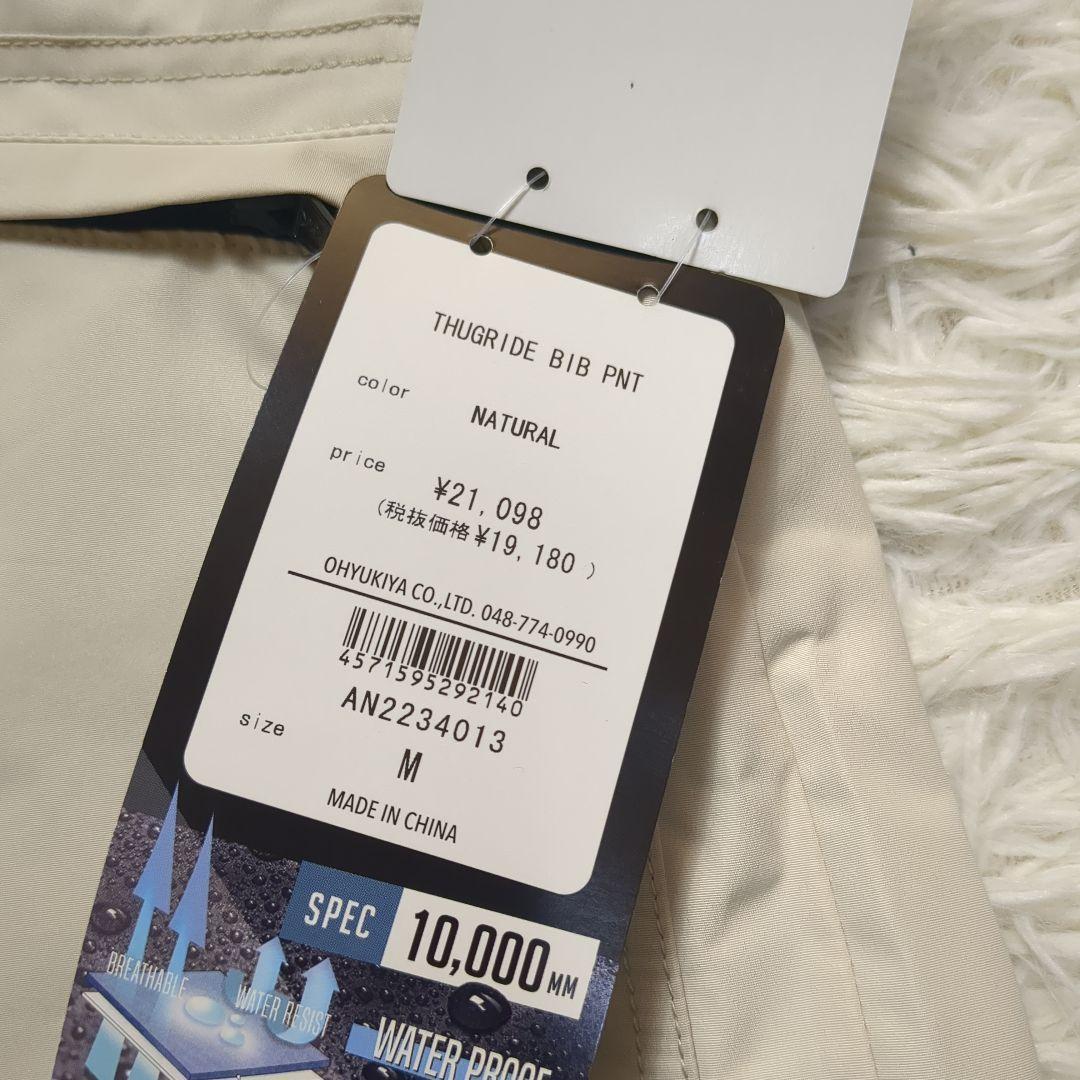 THUGRIDE BIB PNT
color
NATURAL
price
¥21,098
(税抜価格¥19,180 )
OHYUKIYA CO.,LTD. 048-774-0990
4571595292140
AN2234013
size
M
MADE IN CHINA
SPEC 10,000MM
BREATHABLE
WATER RESIST
WATER PROOF